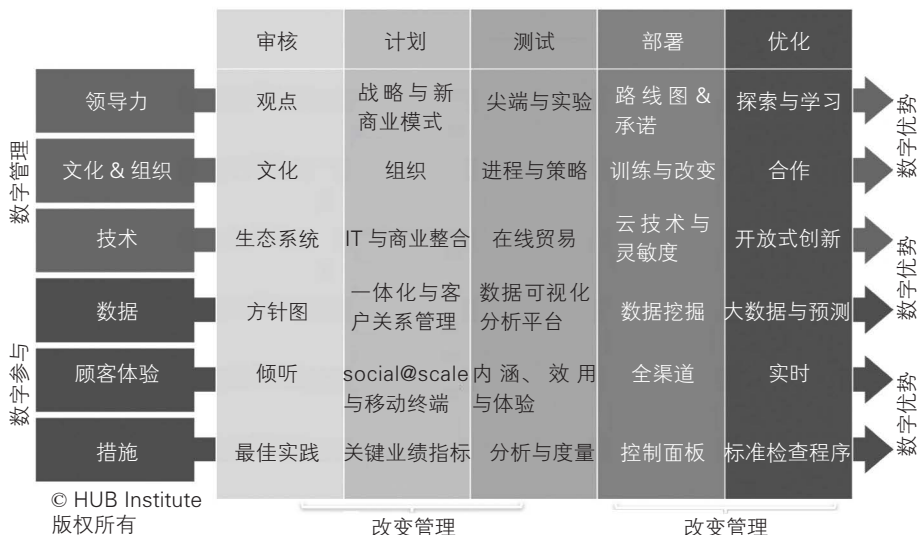 审核 计划 测试 部署 优化
领导力 观点 战略与新 尖端与实验 路线图 & 探索与学习
商业模式 承诺
文化 & 组织 文化 组织 进程与策略 训练与改变 合作
技术 生态系统 IT 与商业整合 在线贸易 云技术与 开放式创新
灵敏度
数据 方针图 一体化与客 数据可视化 数据挖掘 大数据与预测
户关系管理 分析平台
顾客体验 倾听 social@scale 内涵、效用 全渠道 实时
与移动终端 与体验
措施 最佳实践 关键业绩指标 分析与度量 控制面板 标准检查程序
数字管理
数字参与
数字优势
数字优势
数字优势
© HUB Institute
版权所有
改变管理 改变管理